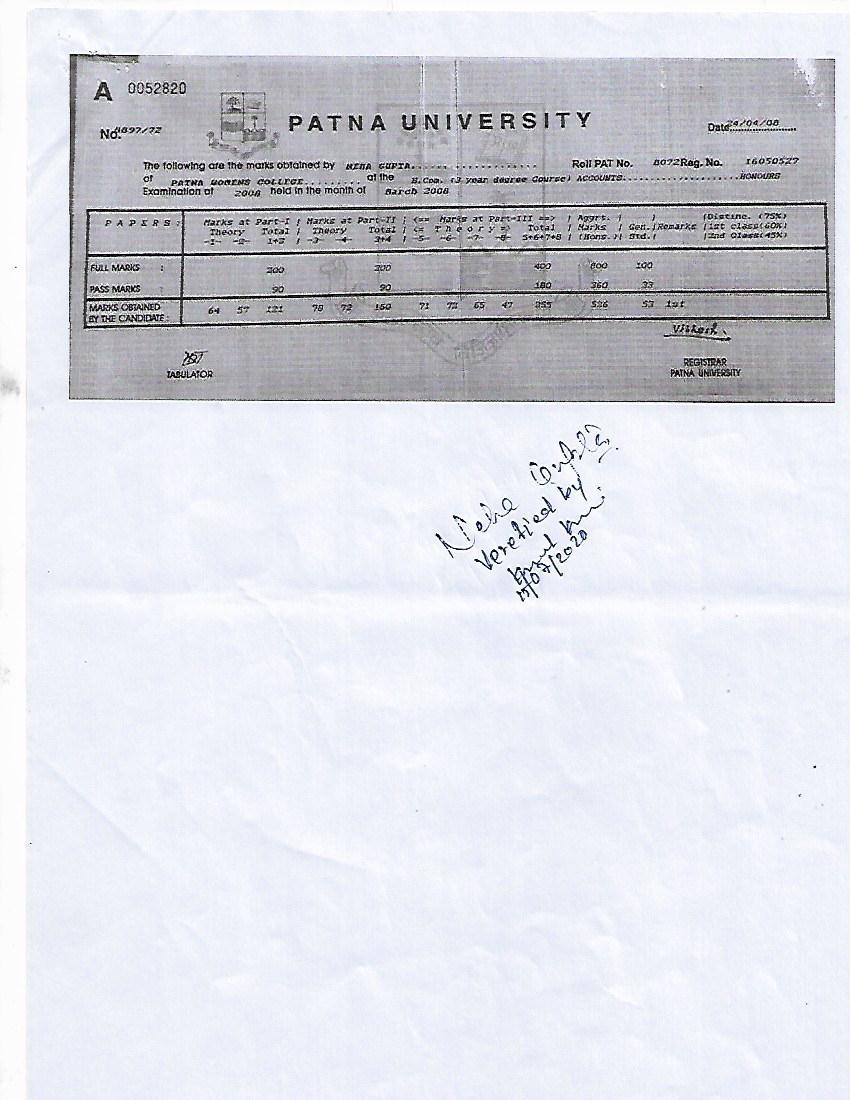 A 0052820
PATNA UNIVERSITY
No. 4897/72
Date 24/04/08
The following are the marks obtained by NEHA GUPTA.... ................ Roll PAT No. 8072 Reg. No. 16050527
of PATNA WOMENS COLLEGE......... at the B.Com. (3 year degree Course) ACCOUNTS.....................HONOURS
Examination of 2008 held in the month of March 2008
PAPERS: Marks at Part-I | Marks at Part-II | <== Marks at Part-III ==> | Aggrt. | | | (Distinc. (75%)
Theory Total | Theory Total | <= Theory => Total | Marks | Gen. |Remarks |1st class(60%)
-1- -2- 1+2 | -3- -4- 3+4 | -5- -6- -7- -8- 5+6+7+8 | (Hons. )| Std.| |2nd Class(45%)
FULL MARKS : 200 200 400 800 100
PASS MARKS : 90 90 180 360 33
MARKS OBTAINED BY THE CANDIDATE : 64 57 121 78 72 150 71 72 65 47 255 526 53 1st
TABULATOR
REGISTRAR
PATNA UNIVERSITY
Neha Gupta
Verefied by
15/07/2020